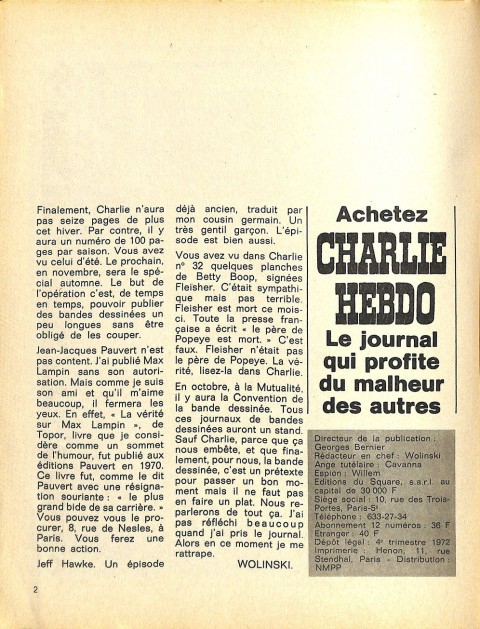 Finalement, Charlie n'aura
pas seize pages de plus
cet hiver. Par contre, il y
aura un numéro de 100 pa-
ges par saison. Vous avez
vu celui d'été. Le prochain,
en novembre, sera le spé-
cial automne. Le but de
l'opération c'est, de temps
en temps, pouvoir publier
des bandes dessinées un
peu longues sans être
obligé de les couper.
Jean-Jacques Pauvert n'est
pas content. J'ai publié Max
Lampin sans son autori-
sation. Mais comme je suis
son ami et qu'il m'aime
beaucoup, il fermera les
yeux. En effet, « La vérité
sur Max Lampin », de
Topor, livre que je consi-
dère comme un sommet
de l'humour, fut publié aux
éditions Pauvert en 1970.
Ce livre fut, comme le dit
Pauvert avec une résigna-
tion souriante : « le plus
grand bide de sa carrière. »
Vous pouvez vous le pro-
curer, 8, rue de Nesles, à
Paris. Vous ferez une
bonne action.
Jeff Hawke. Un épisode
déjà ancien, traduit par
mon cousin germain. Un
très gentil garçon. L'épi-
sode est bien aussi.
Vous avez vu dans Charlie
n° 32 quelques planches
de Betty Boop, signées
Fleisher. C'était sympathi-
que mais pas terrible.
Fleisher est mort ce mois-
ci. Toute la presse fran-
çaise a écrit « le père de
Popeye est mort. » C'est
faux. Fleisher n'était pas
le père de Popeye. La vé-
rité, lisez-la dans Charlie.
En octobre, à la Mutualité,
il y aura la Convention de
la bande dessinée. Tous
ces journaux de bandes
dessinées auront un stand.
Sauf Charlie, parce que ça
nous embête, et que fina-
lement, pour nous, la bande
dessinée, c'est un prétexte
pour passer un bon mo-
ment mais il ne faut pas
en faire un plat. Nous re-
parlerons de tout ça. J'ai
pas réfléchi beaucoup
quand j'ai pris le journal.
Alors en ce moment je me
rattrape.
WOLINSKI.
Achetez
CHARLIE
HEBDO
Le journal
qui profite
du malheur
des autres
Directeur de la publication :
Georges Bernier
Rédacteur en chef : Wolinski
Ange tutélaire : Cavanna
Espion : Willem
Editions du Square, s.a.r.l. au
capital de 30 000 F
Siège social : 10, rue des Trois-
Portes, Paris-5e
Téléphone : 633-27-34
Abonnement 12 numéros : 36 F
Etranger : 40 F
Dépôt légal : 4e trimestre 1972
Imprimerie : Henon, 11, rue
Stendhal, Paris - Distribution :
NMPP
2